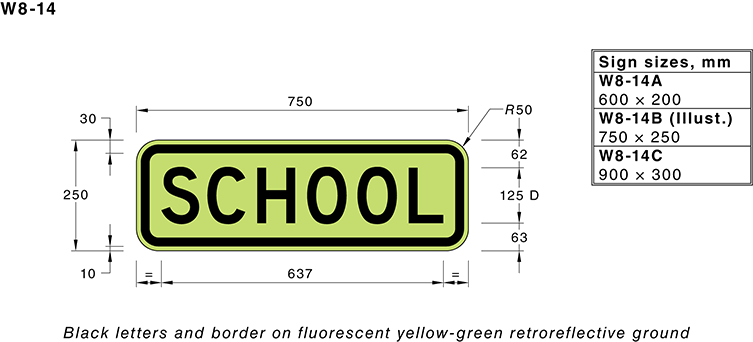 W8-14
Sign sizes, mm
W8-14A
600 × 200
W8-14B (Illust.)
750 × 250
W8-14C
900 × 300
750
R50
30
62
250
SCHOOL
125 D
63
10
=
637
=
Black letters and border on fluorescent yellow-green retroreflective ground